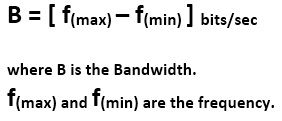 B = [ f(max) – f(min) ] bits/sec
where B is the Bandwidth.
f(max) and f(min) are the frequency.